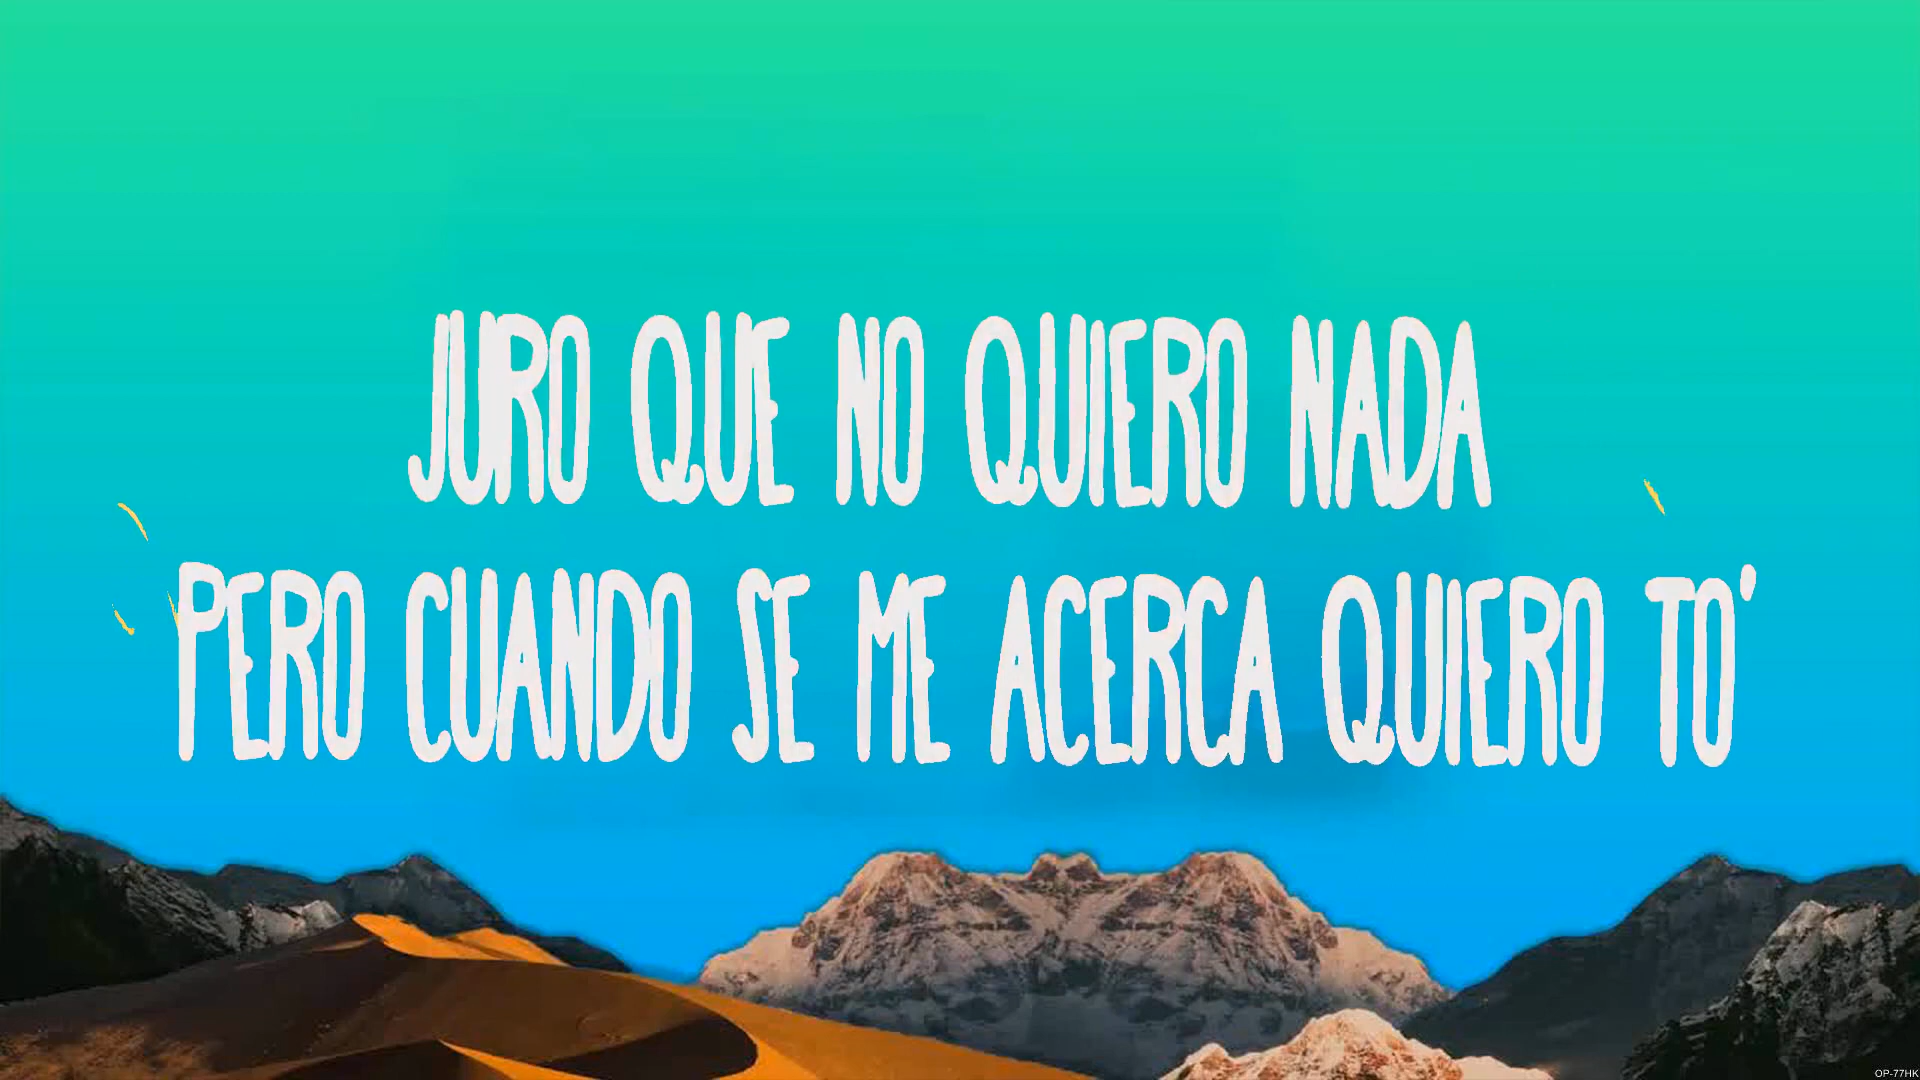 JURO QUE NO QUIERO NADA
PERO CUANDO SE ME ACERCA QUIERO TO'
OP-77HK